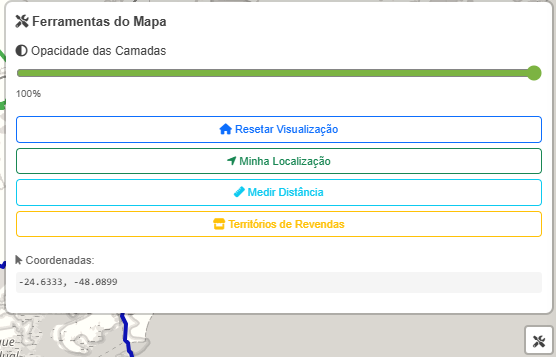 Ferramentas do Mapa
Opacidade das Camadas
100%
Resetar Visualização
Minha Localização
Medir Distância
Territórios de Revendas
Coordenadas:
-24.6333, -48.0899